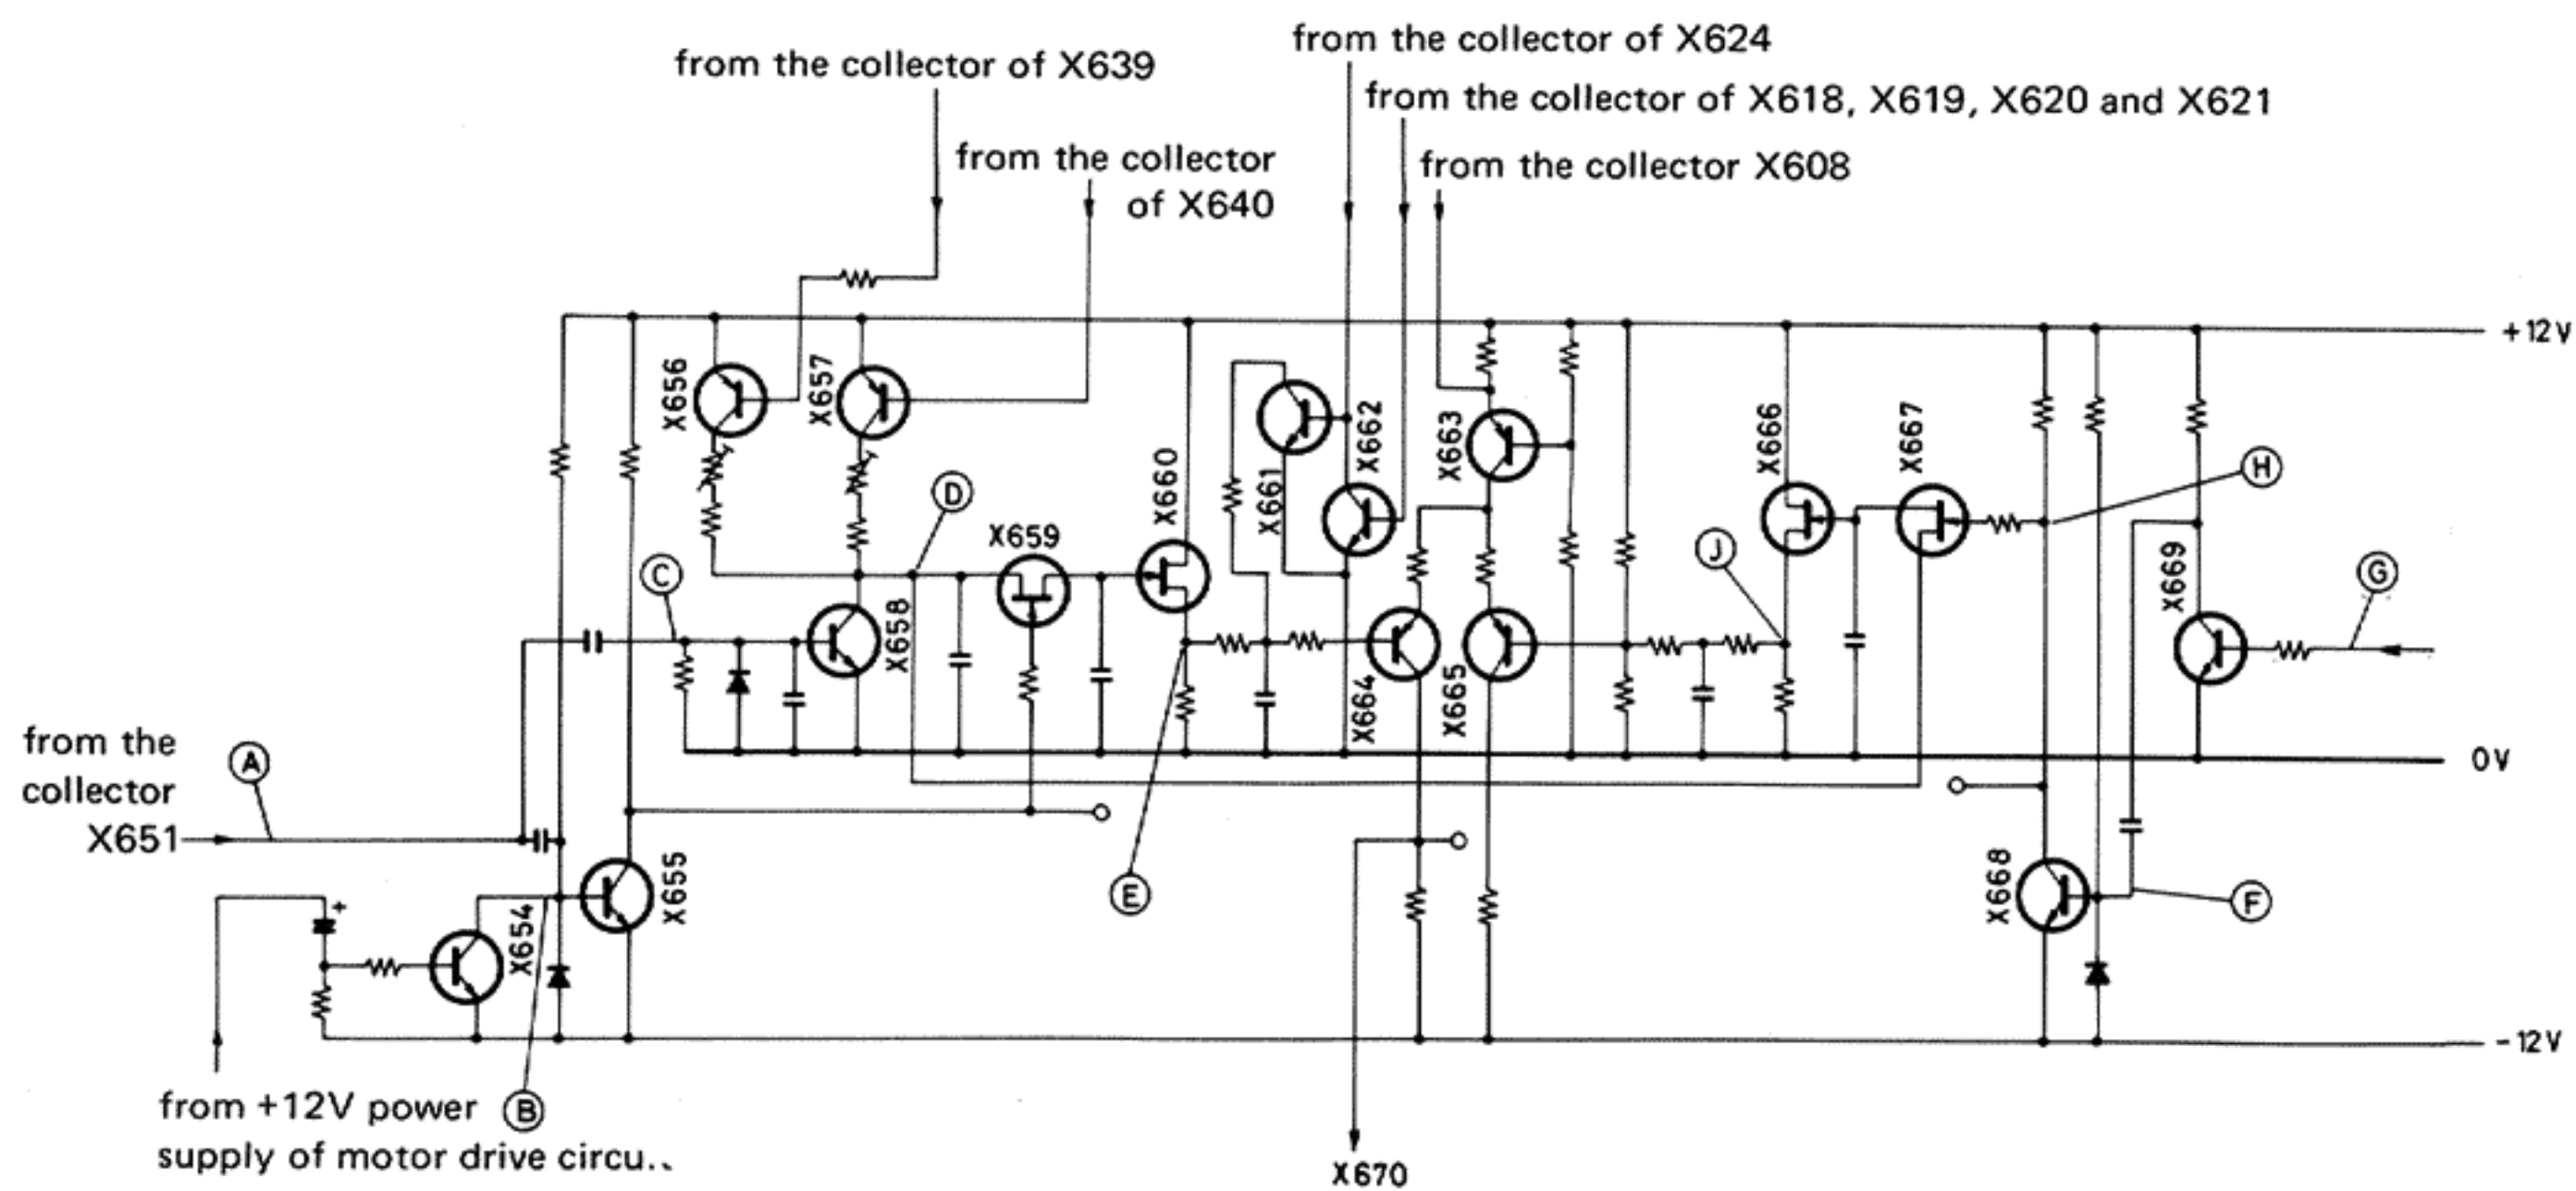 from the collector of X624
from the collector of X639
from the collector of X618, X619, X620 and X621
from the collector
of X640
from the collector X608
+12V
X656
X657
X662
X663
X666
X667
H
X660
X661
D
X659
J
C
X669
G
X658
X664
X665
from the
collector
X651
A
0V
X655
X654
E
X668
F
-12V
from +12V power
supply of motor drive circu..
B
+
X670